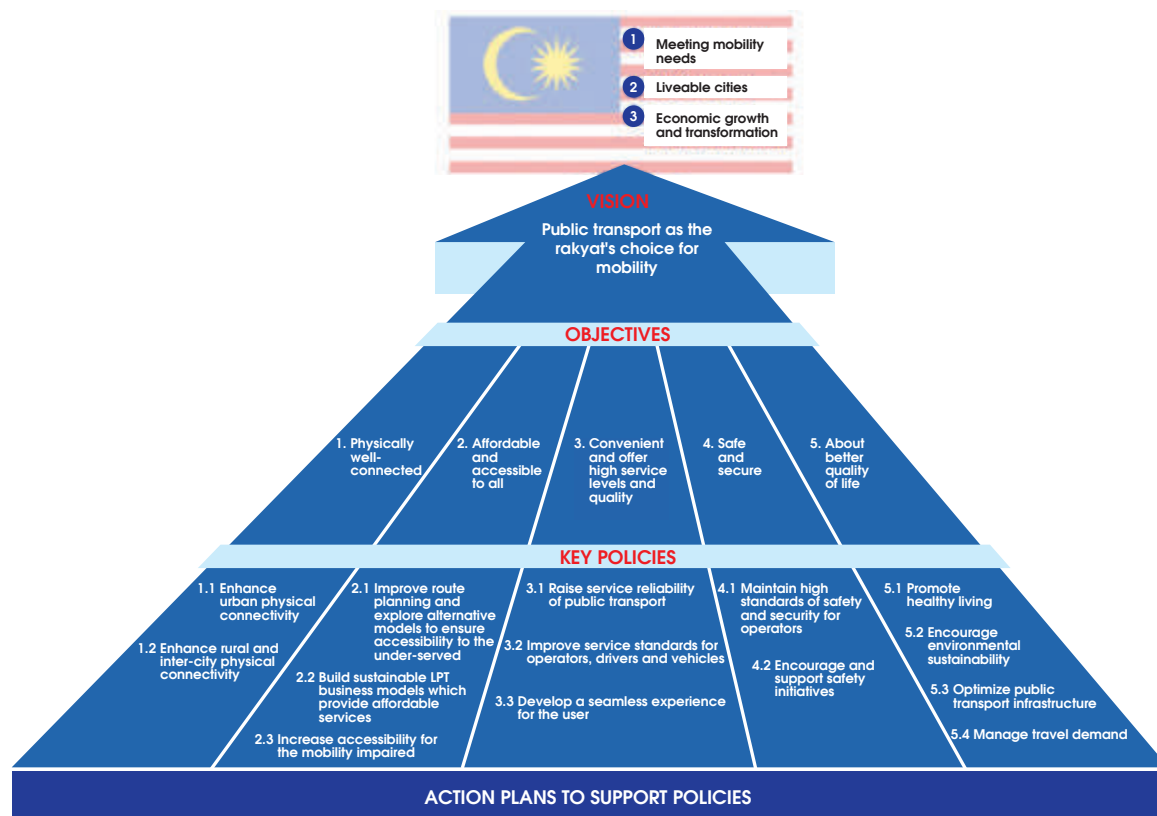 1
Meeting mobility
needs
2
Liveable cities
3
Economic growth
and transformation
VISION
Public transport as the
rakyat's choice for
mobility
OBJECTIVES
1. Physically
well-
connected
2. Affordable
and
accessible
to all
3. Convenient
and offer
high service
levels and
quality
4. Safe
and
secure
5. About
better
quality
of life
KEY POLICIES
1.1 Enhance
urban physical
connectivity
1.2 Enhance rural and
inter-city physical
connectivity
2.1 Improve route
planning and
explore alternative
models to ensure
accessibility to the
under-served
2.2 Build sustainable LPT
business models which
provide affordable
services
2.3 Increase accessibility for
the mobility impaired
3.1 Raise service reliability
of public transport
3.2 Improve service standards for
operators, drivers and vehicles
3.3 Develop a seamless experience
for the user
4.1 Maintain high
standards of safety
and security for
operators
4.2 Encourage and
support safety
initiatives
5.1 Promote
healthy living
5.2 Encourage
environmental
sustainability
5.3 Optimize public
transport infrastructure
5.4 Manage travel demand
ACTION PLANS TO SUPPORT POLICIES